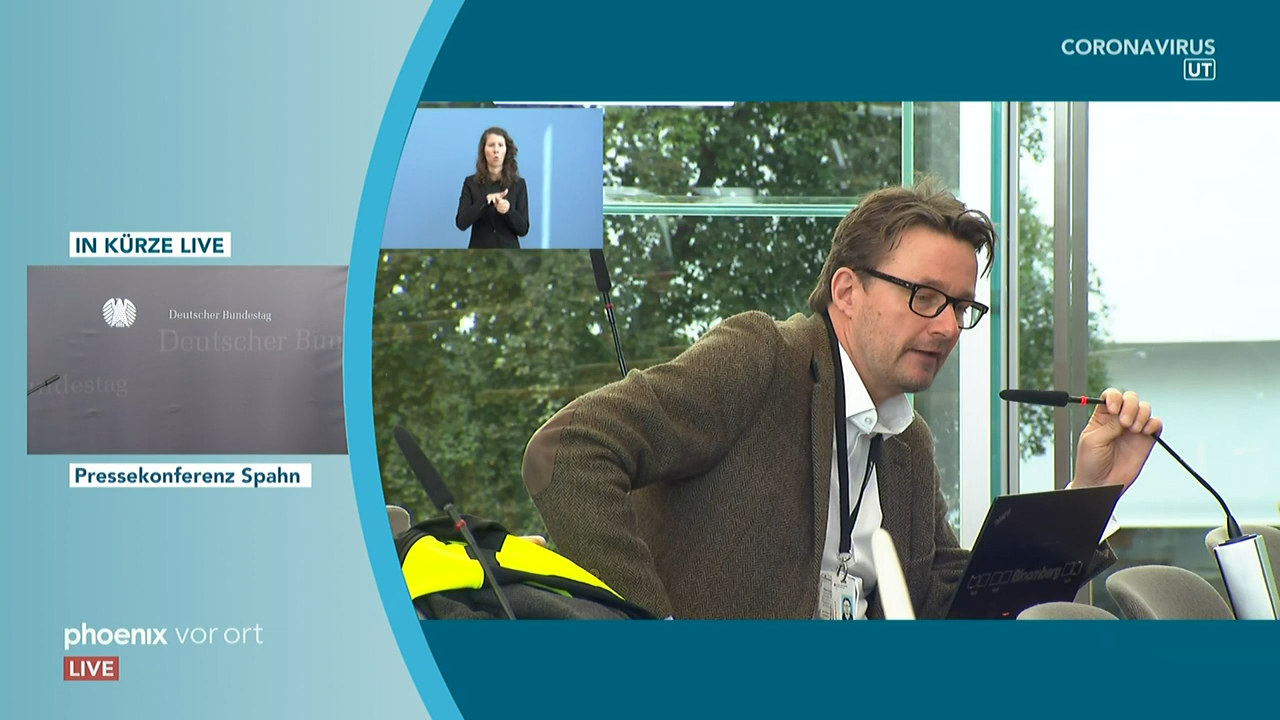 CORONAVIRUS
UT
IN KÜRZE LIVE
Deutscher Bundestag
Deutscher Bun
ndestag
Pressekonferenz Spahn
phoenix vor ort
LIVE
Bloomberg